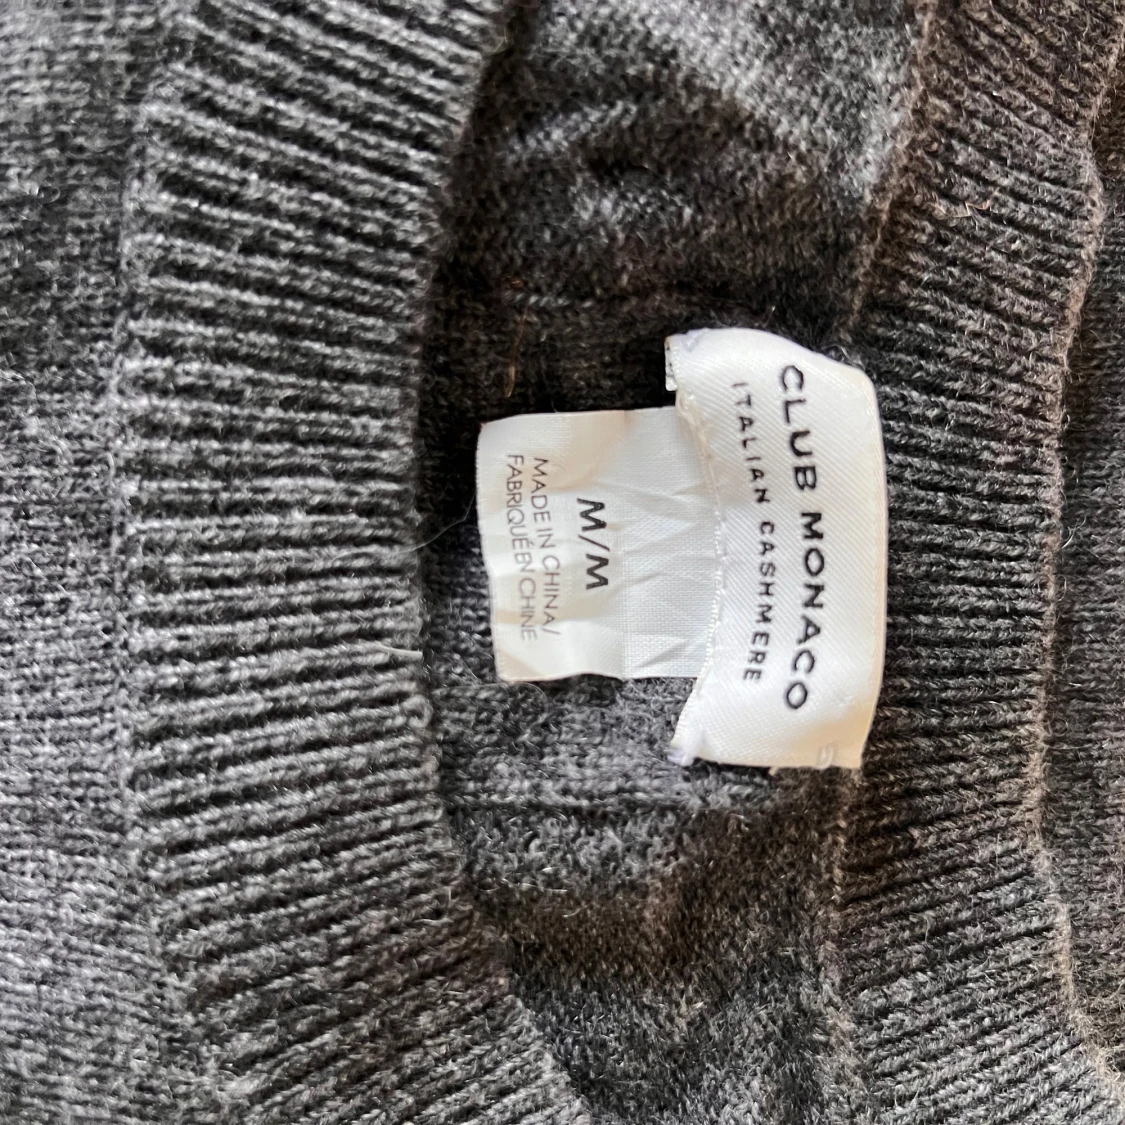 CLUB MONACO
ITALIAN CASHMERE
M/M
MADE IN CHINA/
FABRIQUÉ EN CHINE